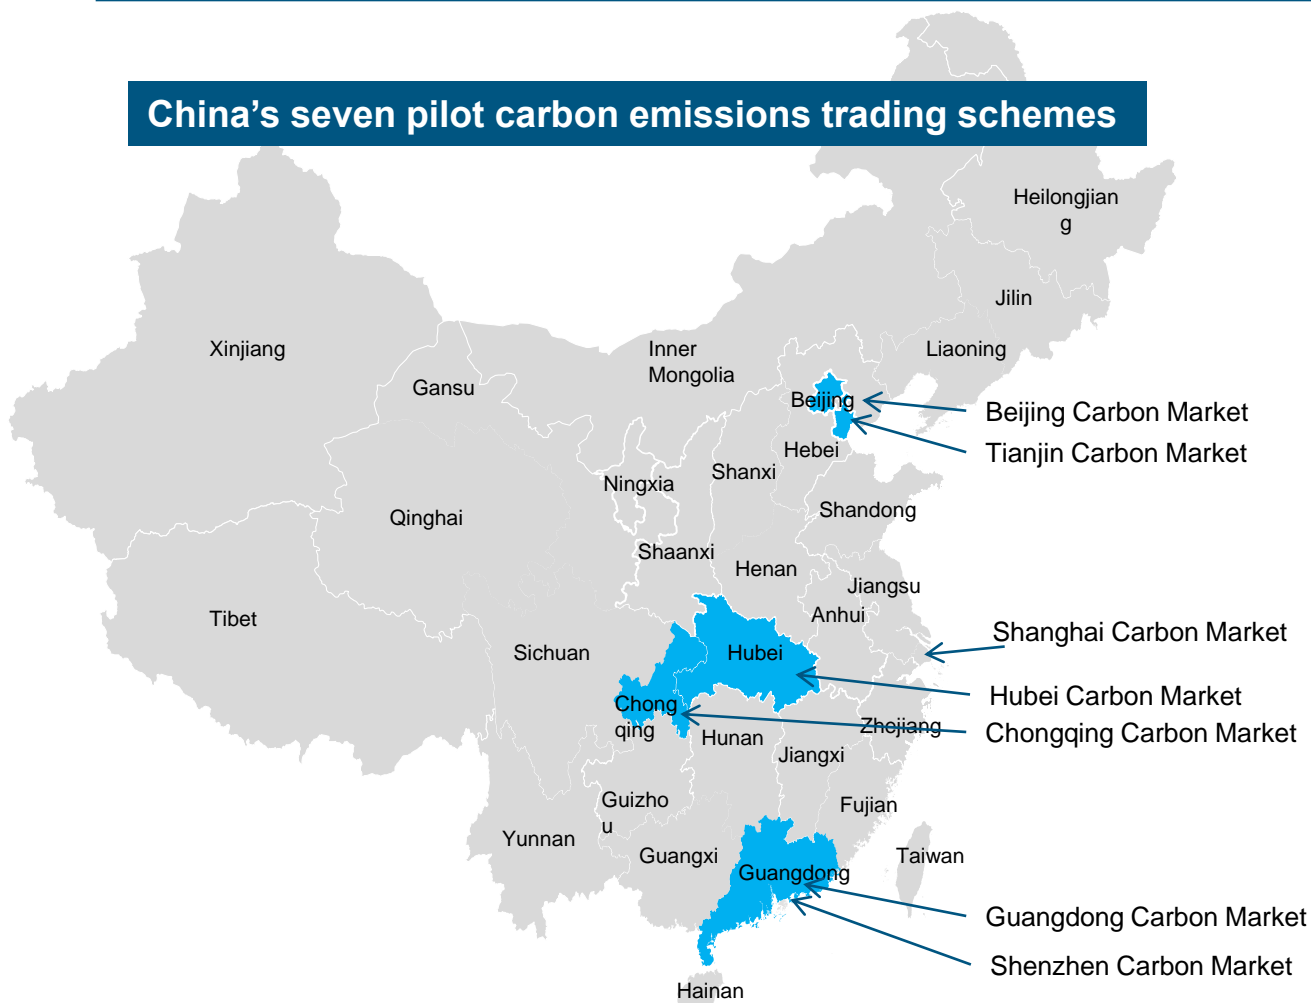 China’s seven pilot carbon emissions trading schemes
Heilongjian
g
Jilin
Xinjiang
Inner
Mongolia
Liaoning
Gansu
Beijing
Beijing Carbon Market
Hebei
Tianjin Carbon Market
Shanxi
Ningxia
Qinghai
Shandong
Shaanxi
Henan
Jiangsu
Anhui
Tibet
Shanghai Carbon Market
Sichuan
Hubei
Hubei Carbon Market
Chong
qing
Zhejiang
Chongqing Carbon Market
Hunan
Jiangxi
Guizho
u
Fujian
Yunnan
Guangxi
Taiwan
Guangdong
Guangdong Carbon Market
Shenzhen Carbon Market
Hainan